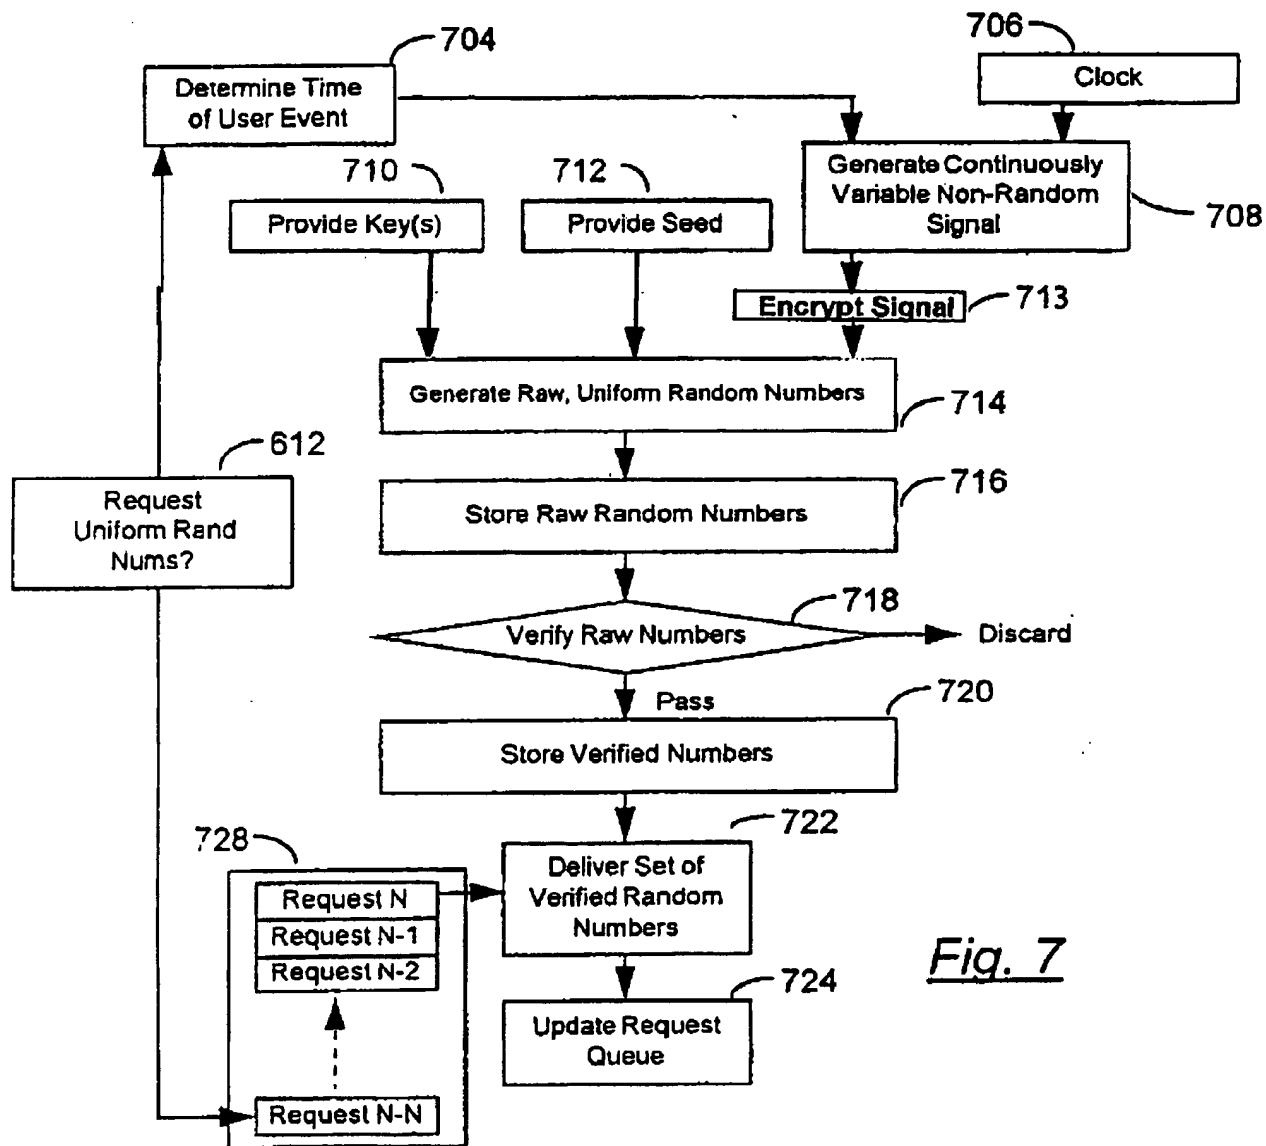 704
706
Determine Time
of User Event
Clock
710
712
Generate Continuously
Variable Non-Random
Signal
708
Provide Key(s)
Provide Seed
Encrypt Signal
713
Generate Raw, Uniform Random Numbers
714
612
Request
Uniform Rand
Nums?
716
Store Raw Random Numbers
718
Verify Raw Numbers
Discard
Pass
720
Store Verified Numbers
722
728
Deliver Set of
Verified Random
Numbers
Request N
Request N-1
Request N-2
Fig. 7
724
Update Request
Queue
Request N-N